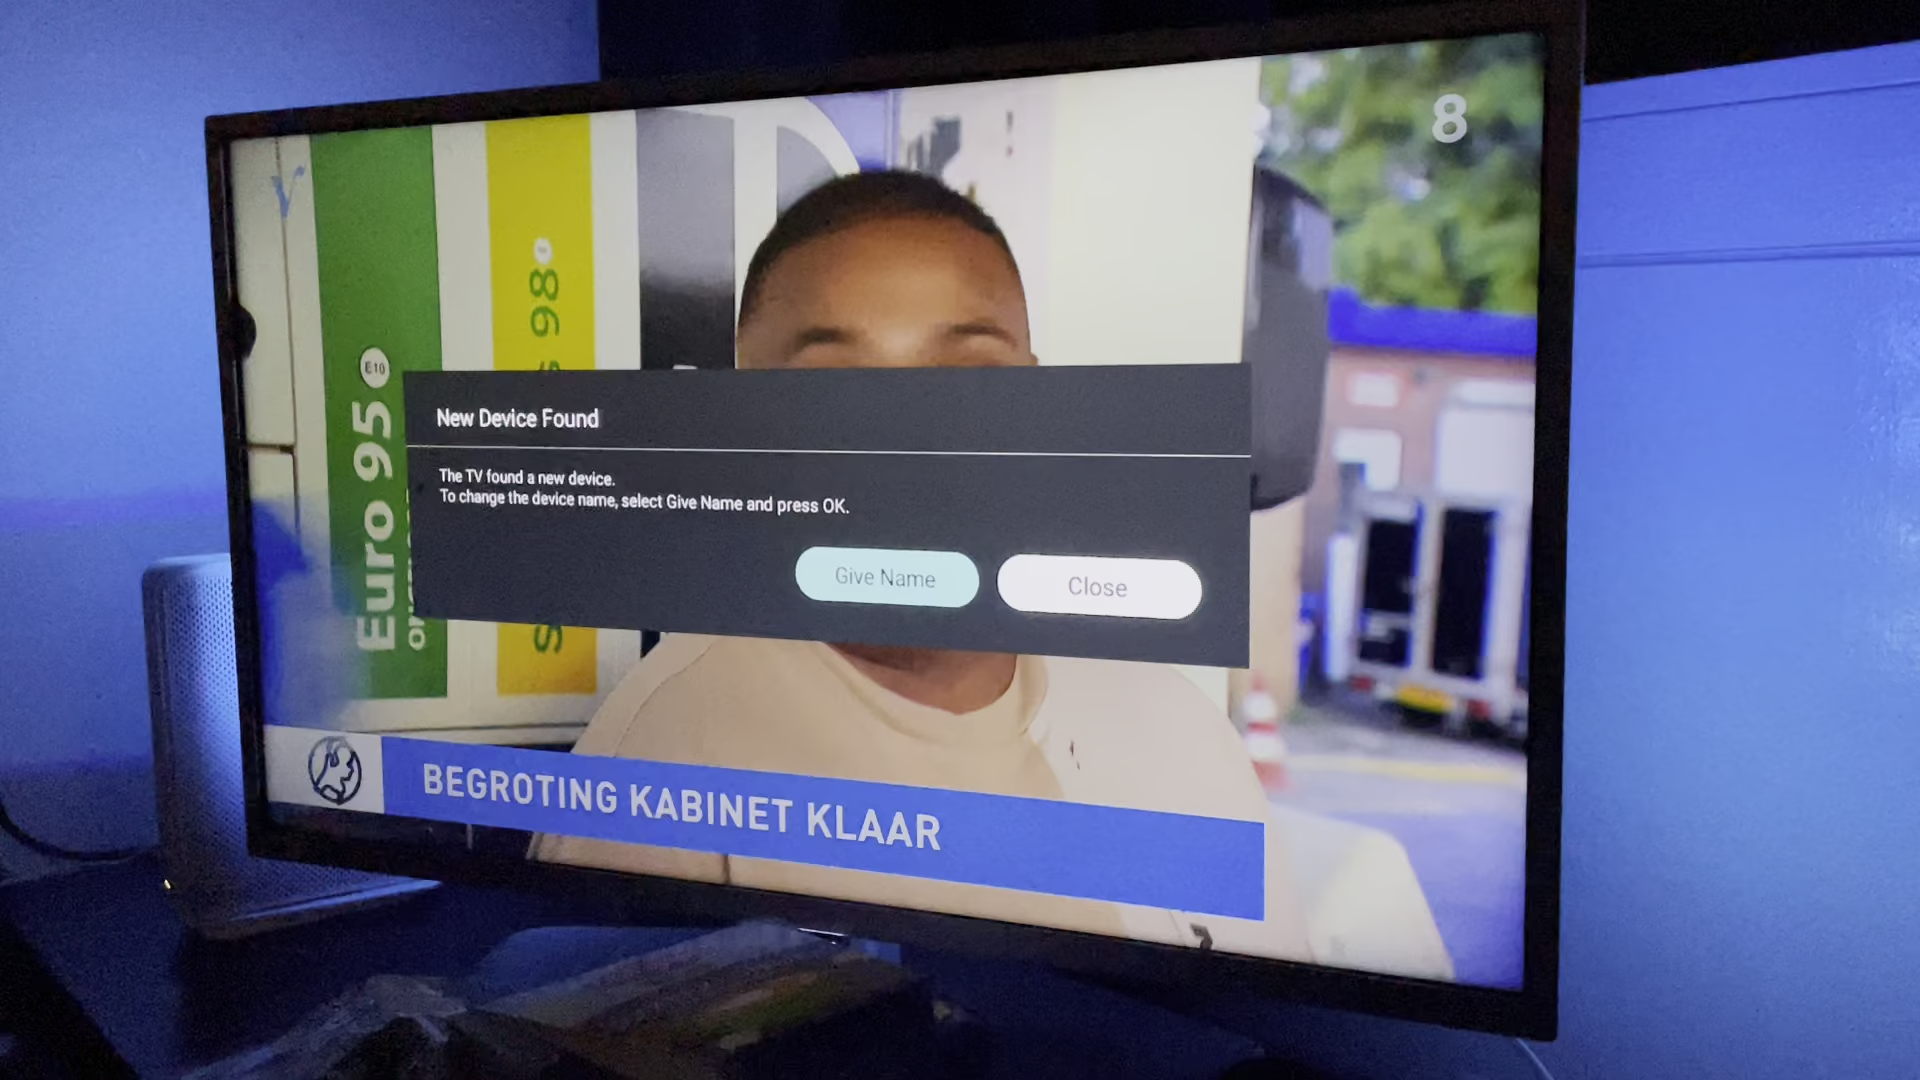 8
Euro 95
E10
s 98
New Device Found
The TV found a new device.
To change the device name, select Give Name and press OK.
Give Name
Close
BEGROTING KABINET KLAAR